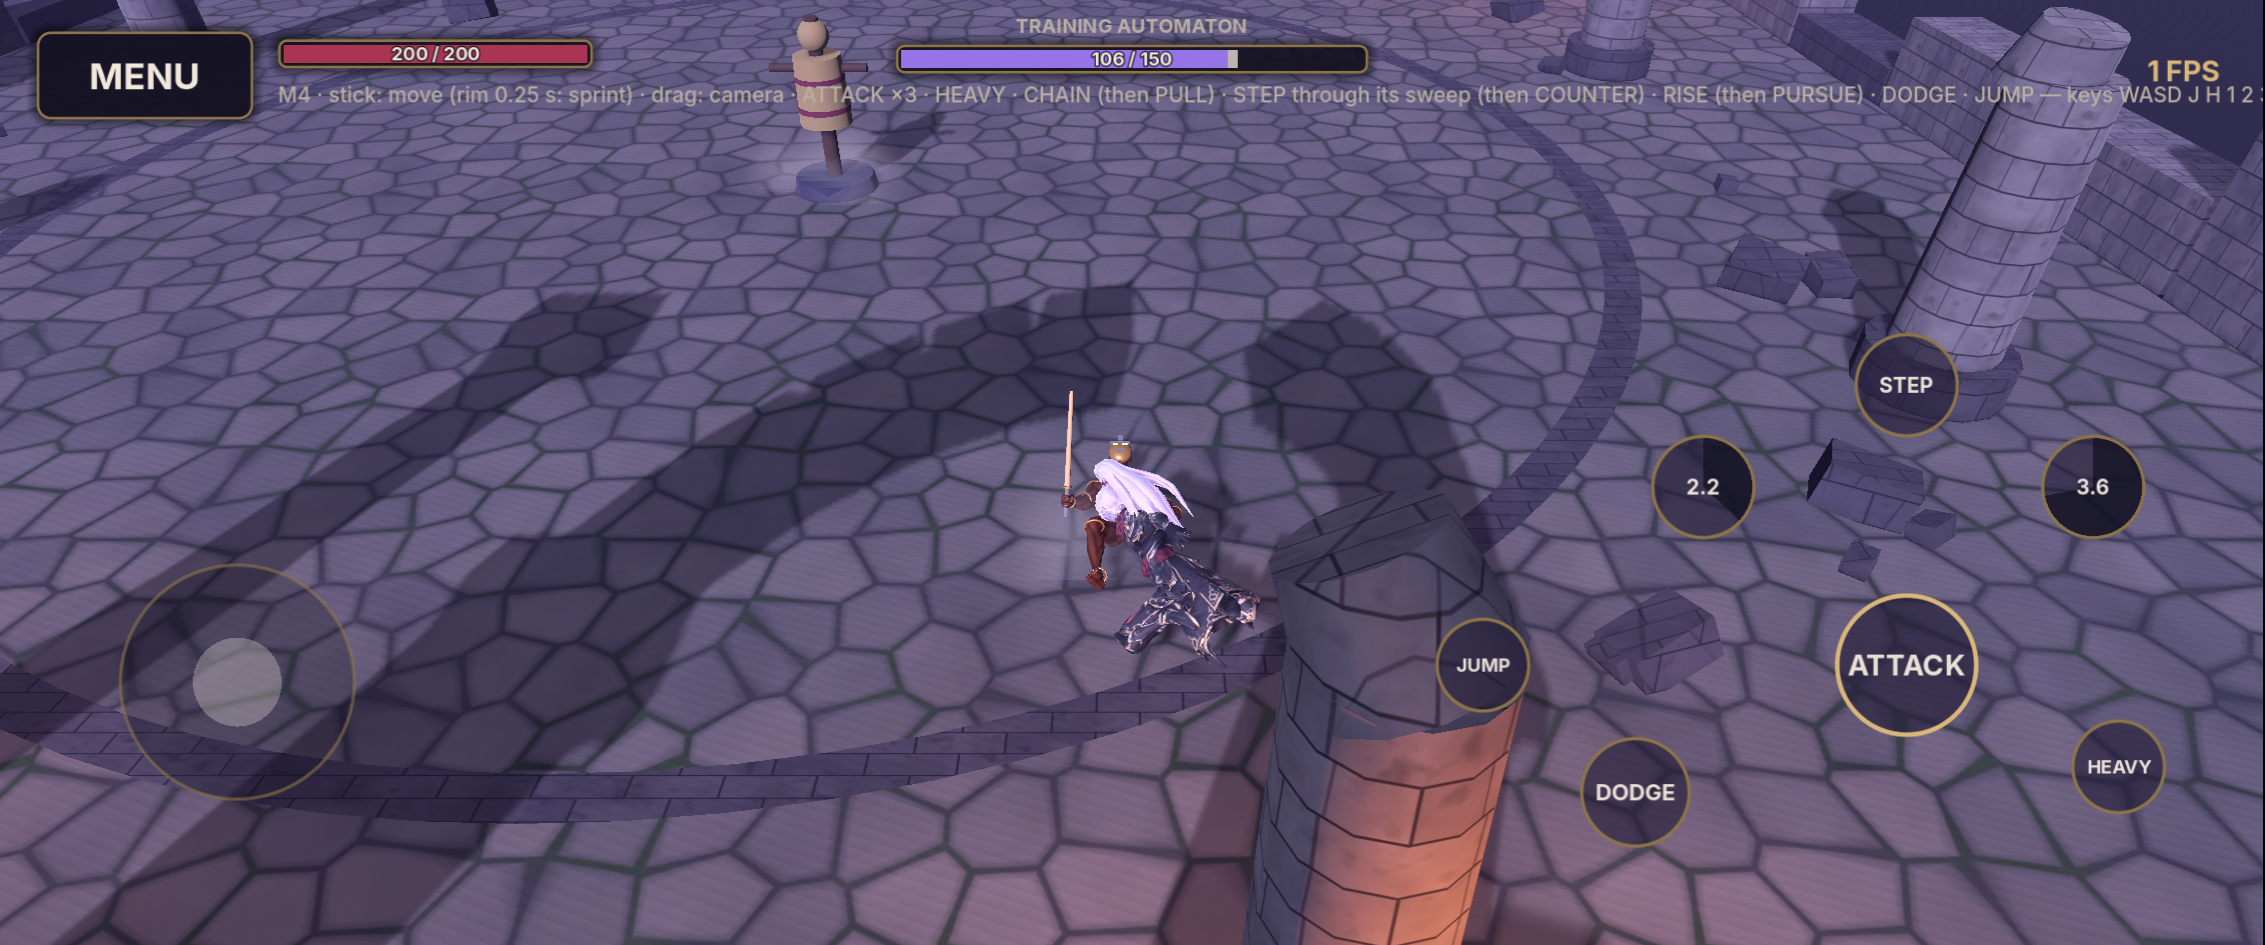 TRAINING AUTOMATON
MENU
200 / 200
106 / 150
1 FPS
M4 · stick: move (rim 0.25 s: sprint) · drag: camera · ATTACK ×3 · HEAVY · CHAIN (then PULL) · STEP through its sweep (then COUNTER) · RISE (then PURSUE) · DODGE · JUMP — keys WASD J H 1 2
STEP
2.2
3.6
JUMP
ATTACK
HEAVY
DODGE